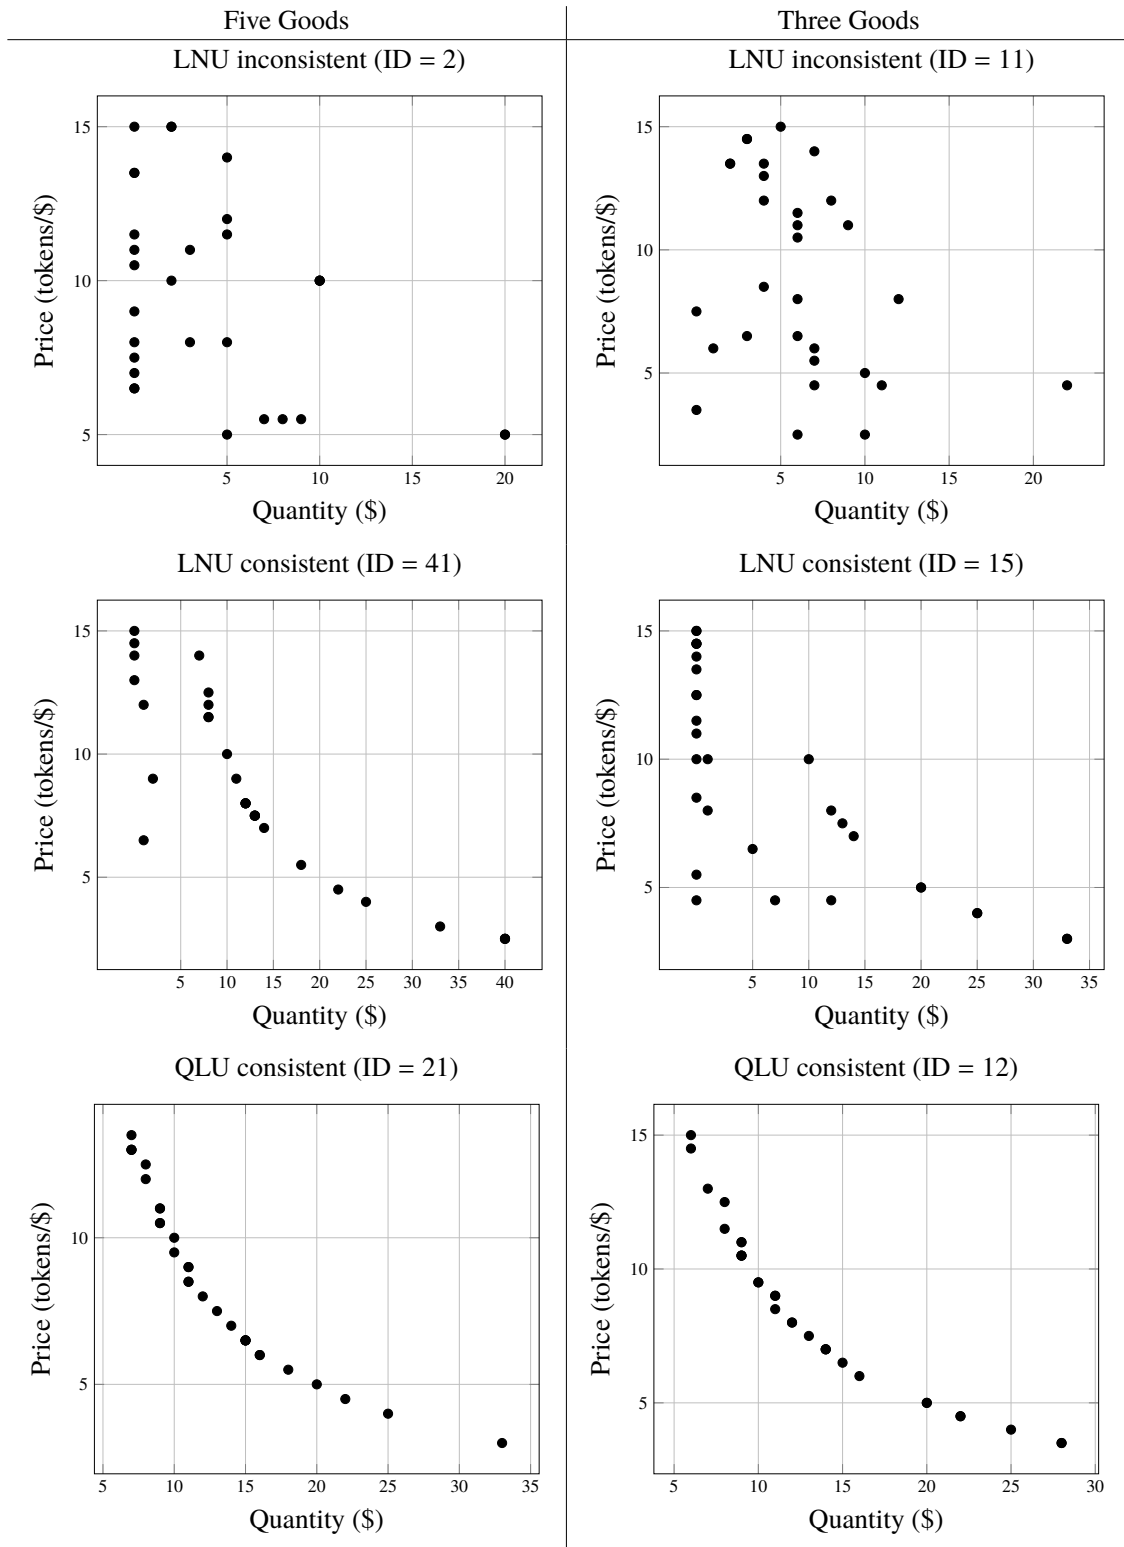 Five Goods
Three Goods
LNU inconsistent (ID = 2)
15
10
5
5 10 15 20
Price (tokens/$)
Quantity ($)
LNU inconsistent (ID = 11)
15
10
5
5 10 15 20
Price (tokens/$)
Quantity ($)
LNU consistent (ID = 41)
15
10
5
5 10 15 20 25 30 35 40
Price (tokens/$)
Quantity ($)
LNU consistent (ID = 15)
15
10
5
5 10 15 20 25 30 35
Price (tokens/$)
Quantity ($)
QLU consistent (ID = 21)
10
5
5 10 15 20 25 30 35
Price (tokens/$)
Quantity ($)
QLU consistent (ID = 12)
15
10
5
5 10 15 20 25 30
Price (tokens/$)
Quantity ($)